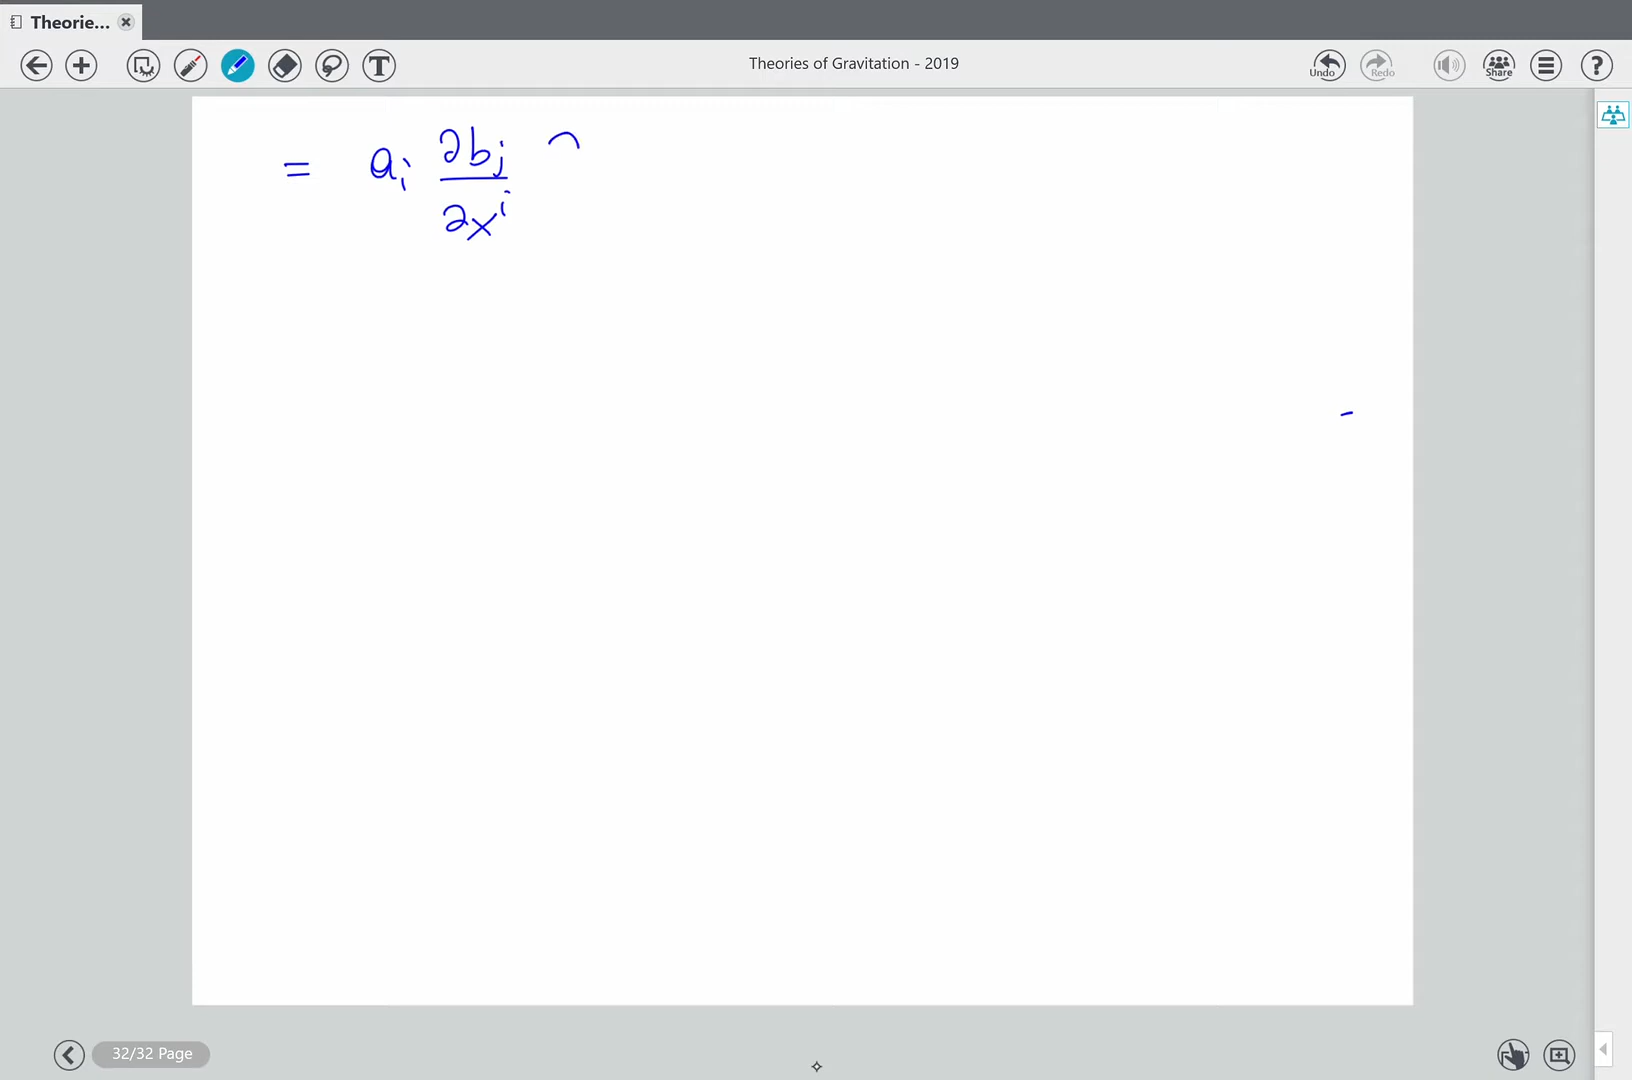 Theorie...
Undo
Redo
Share
Theories of Gravitation - 2019
= aᵢ ∂bⱼ/∂xⁱ
32/32 Page